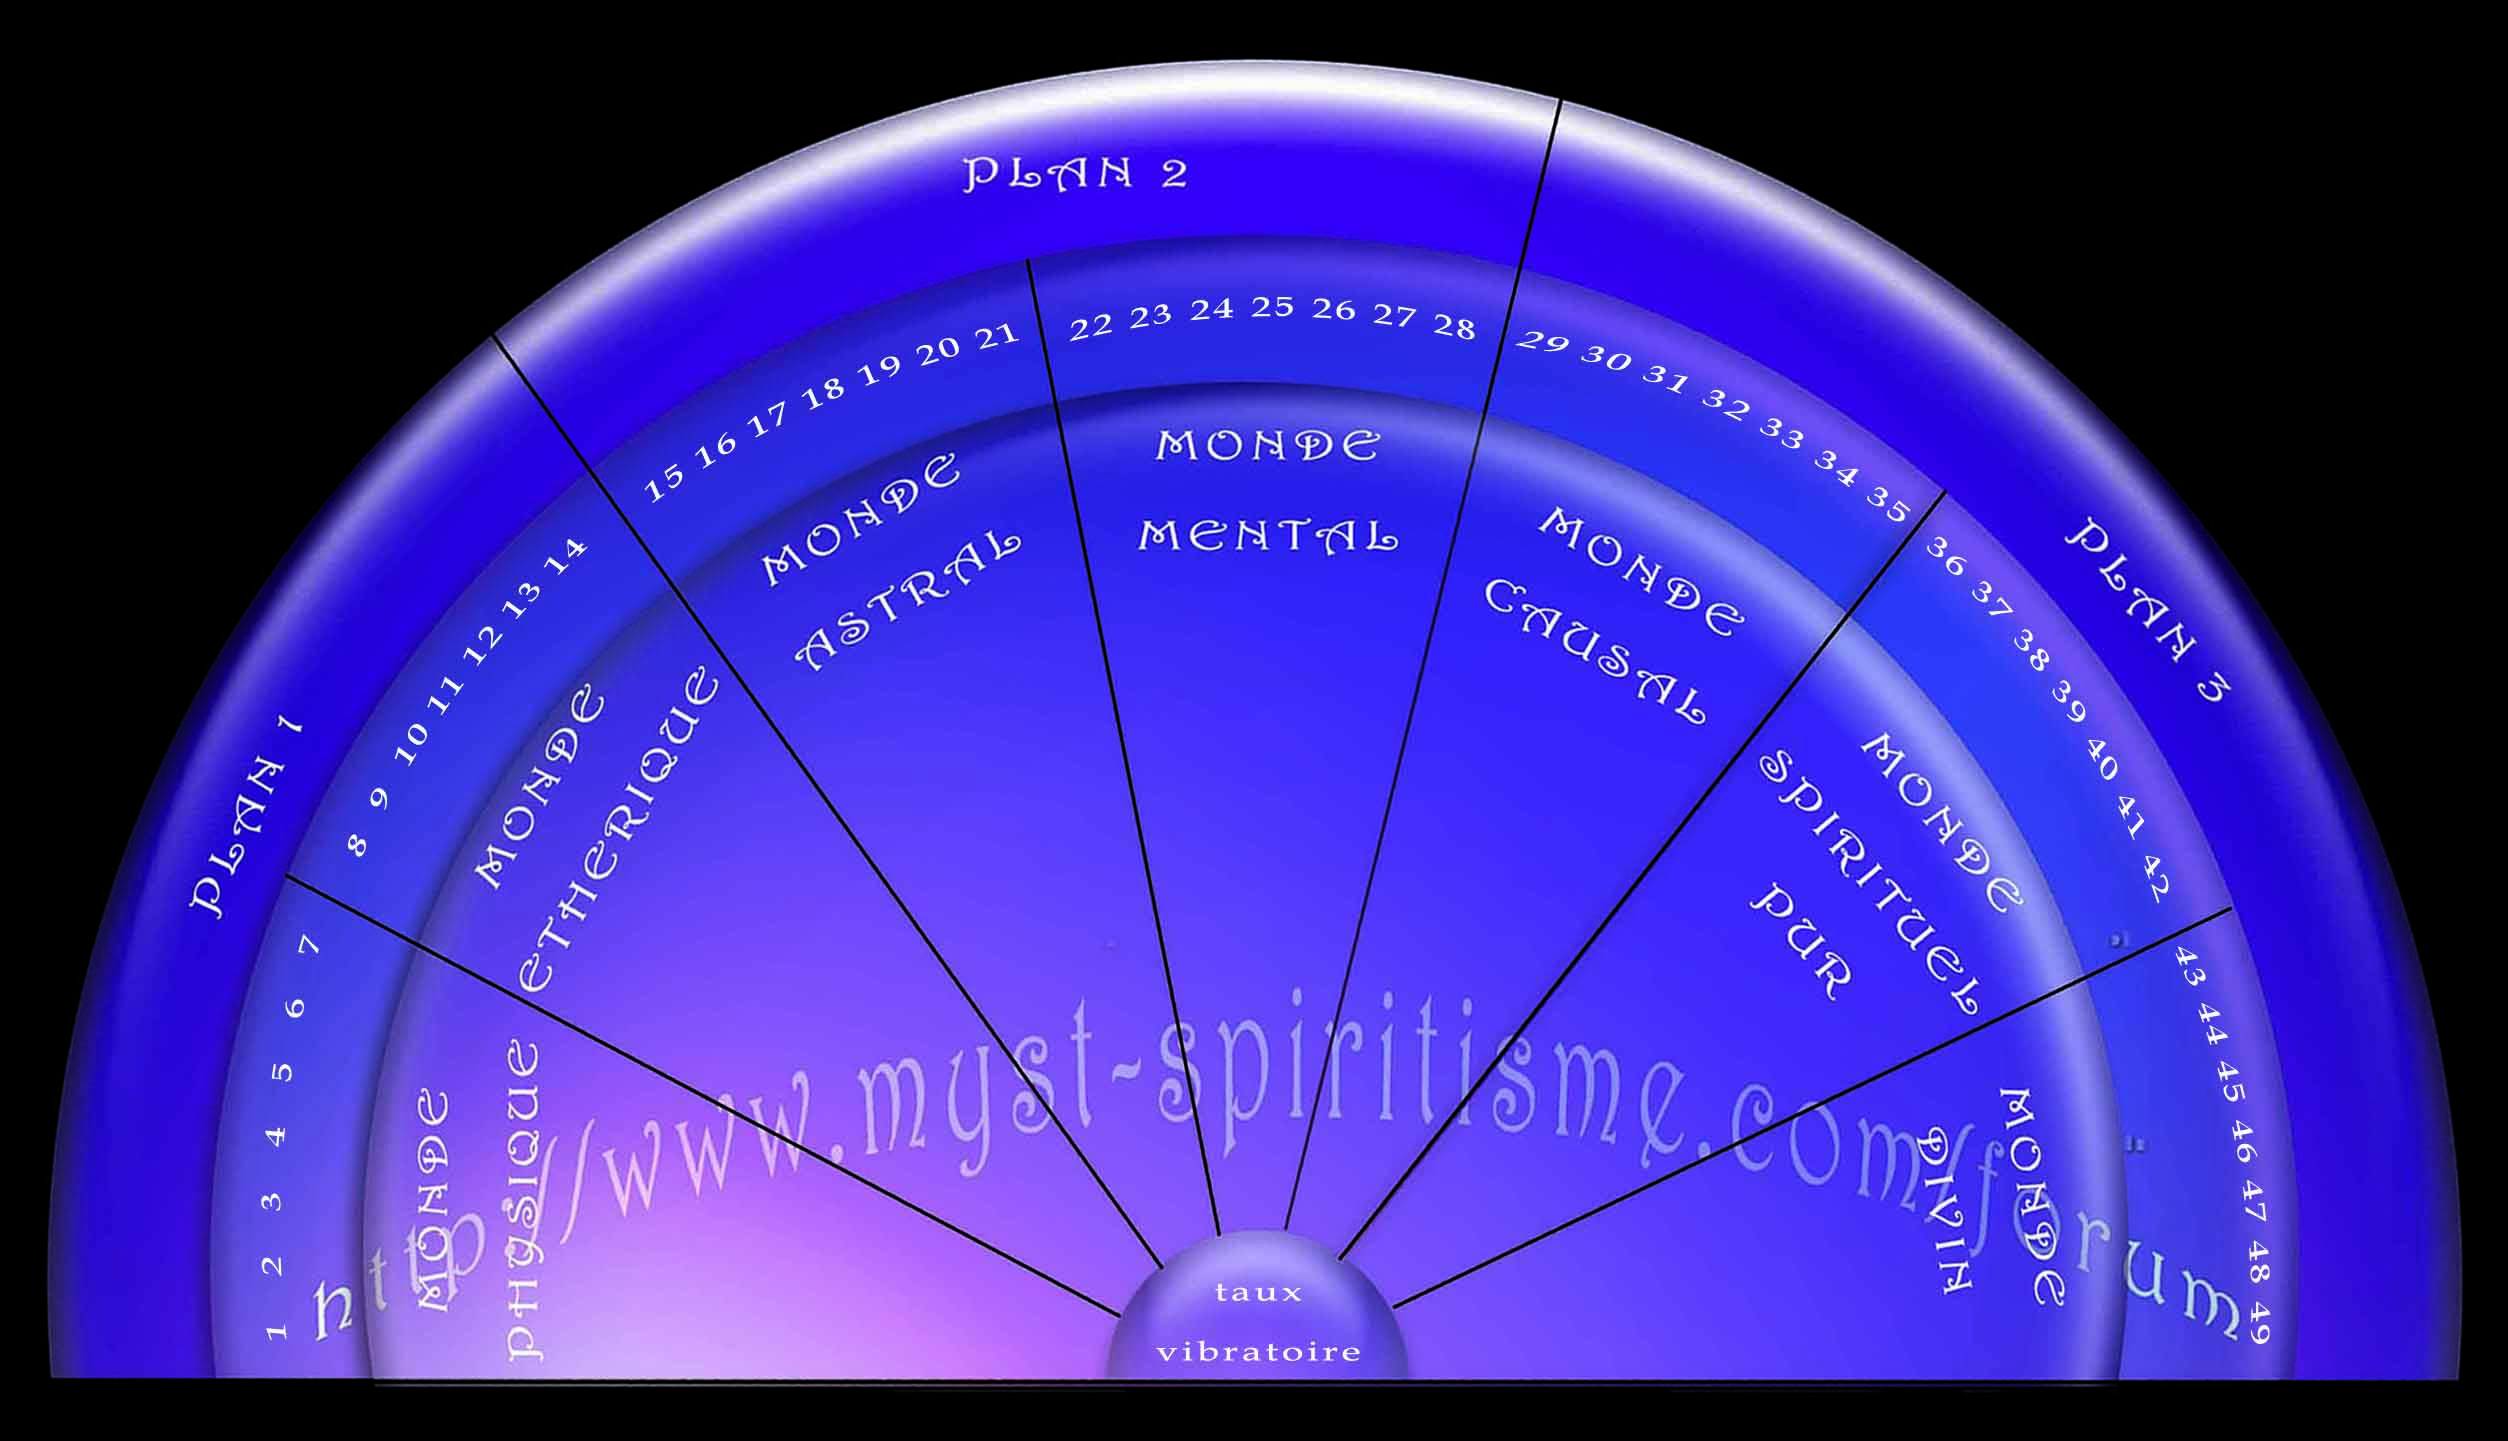 PLAN 1
PLAN 2
PLAN 3
1 2 3 4 5 6 7
8 9 10 11 12 13 14
15 16 17 18 19 20 21
22 23 24 25 26 27 28
29 30 31 32 33 34 35
36 37 38 39 40 41 42
43 44 45 46 47 48 49
MONDE
PHYSIQUE
MONDE
ETHERIQUE
MONDE
ASTRAL
MONDE
MENTAL
MONDE
CAUSAL
MONDE
SPIRITUEL
PUR
MONDE
DIVIN
http://www.myst-spiritisme.com/forum
taux
vibratoire